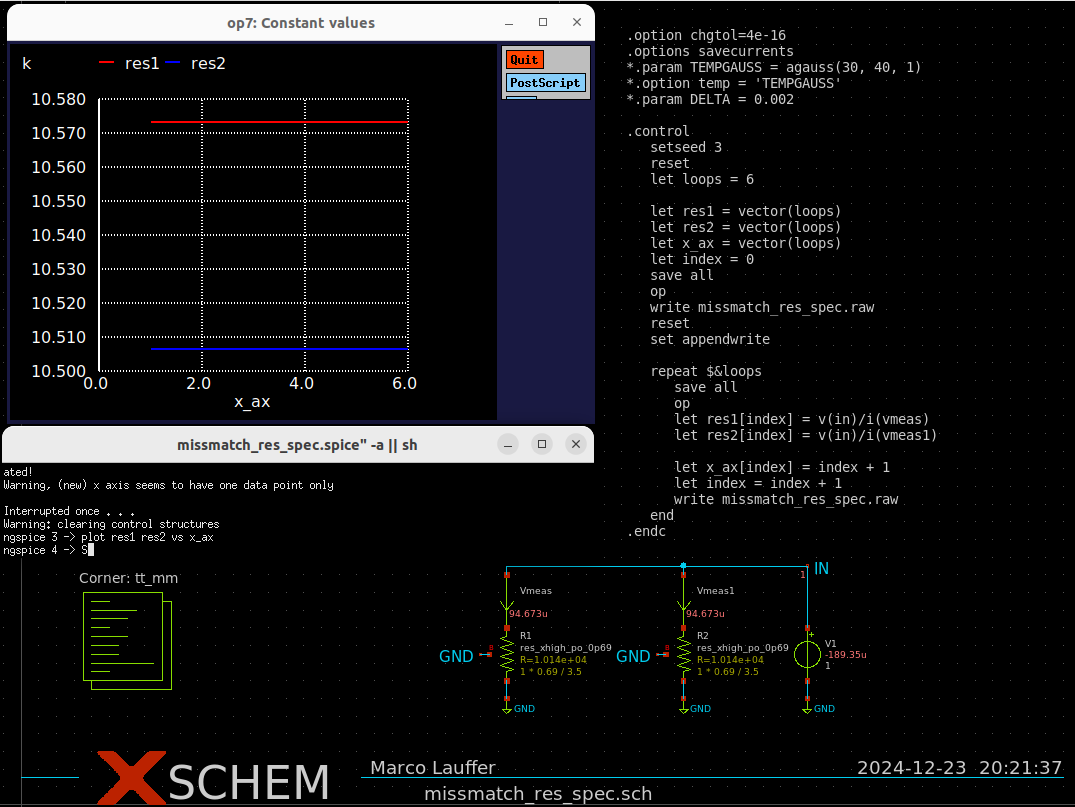 op7: Constant values
k
res1
res2
Quit
PostScript
10.580
10.570
10.560
10.550
10.540
10.530
10.520
10.510
10.500
0.0
2.0
4.0
6.0
x_ax
missmatch_res_spec.spice" -a || sh
ated!
Warning, (new) x axis seems to have one data point only
Interrupted once . . .
Warning: clearing control structures
ngspice 3 -> plot res1 res2 vs x_ax
ngspice 4 -> S
.option chgtol=4e-16
.options savecurrents
*.param TEMPGAUSS = agauss(30, 40, 1)
*.option temp = 'TEMPGAUSS'
*.param DELTA = 0.002
.control
setseed 3
reset
let loops = 6
let res1 = vector(loops)
let res2 = vector(loops)
let x_ax = vector(loops)
let index = 0
save all
op
write missmatch_res_spec.raw
reset
set appendwrite
repeat $&loops
save all
op
let res1[index] = v(in)/i(vmeas)
let res2[index] = v(in)/i(vmeas1)
let x_ax[index] = index + 1
let index = index + 1
write missmatch_res_spec.raw
end
.endc
Corner: tt_mm
Vmeas
94.673u
GND
R1
res_xhigh_po_0p69
R=1.014e+04
1 * 0.69 / 3.5
GND
Vmeas1
94.673u
GND
R2
res_xhigh_po_0p69
R=1.014e+04
1 * 0.69 / 3.5
GND
IN
1
+
V1
-189.35u
1
GND
XSCHEM
Marco Lauffer
2024-12-23 20:21:37
missmatch_res_spec.sch